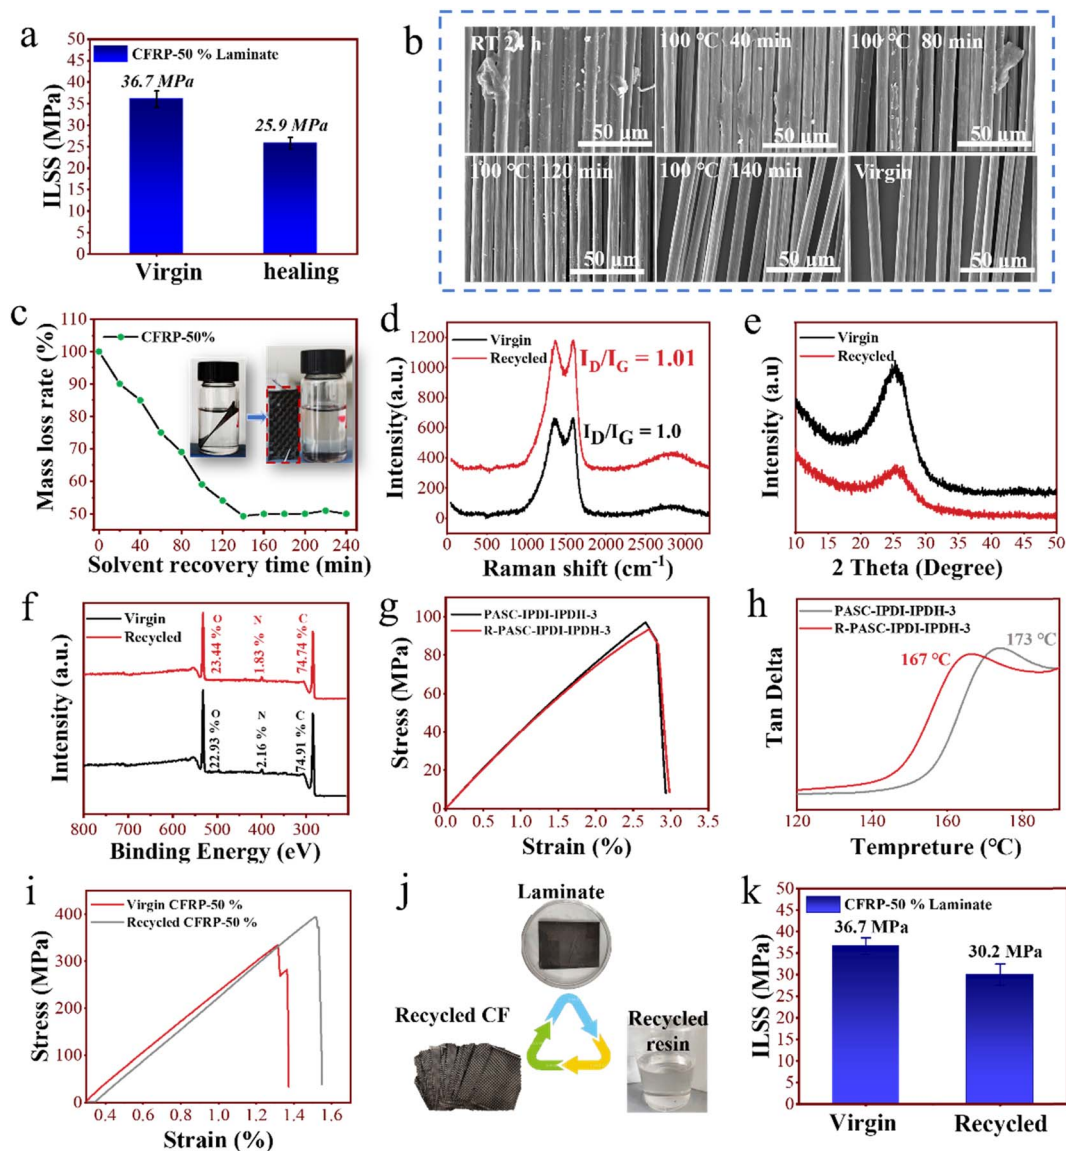 a
50
45
40
35
30
25
20
15
10
5
0
ILSS (MPa)
CFRP-50 % Laminate
36.7 MPa
25.9 MPa
Virgin
healing
b
RT 24 h
50 μm
100 °C 40 min
50 μm
100 °C 80 min
50 μm
100 °C 120 min
50 μm
100 °C 140 min
50 μm
Virgin
50 μm
c
110
100
90
80
70
60
50
Mass loss rate (%)
CFRP-50%
0 40 80 120 160 200 240
Solvent recovery time (min)
d
1200
1000
800
600
400
200
0
Intensity(a.u.)
Virgin
Recycled
I_D/I_G = 1.01
I_D/I_G = 1.0
0 500 1000 1500 2000 2500 3000
Raman shift (cm⁻¹)
e
Intensity (a.u)
Virgin
Recycled
10 15 20 25 30 35 40 45 50
2 Theta (Degree)
f
Intensity (a.u.)
Virgin
Recycled
O
23.44 %
N
1.83 %
C
74.74 %
O
22.93 %
N
2.16 %
C
74.91 %
800 700 600 500 400 300
Binding Energy (eV)
g
100
80
60
40
20
0
Stress (MPa)
PASC-IPDI-IPDH-3
R-PASC-IPDI-IPDH-3
0.0 0.5 1.0 1.5 2.0 2.5 3.0 3.5
Strain (%)
h
Tan Delta
PASC-IPDI-IPDH-3
R-PASC-IPDI-IPDH-3
173 °C
167 °C
120 140 160 180
Tempreture (°C)
i
400
300
200
100
0
Stress (MPa)
Virgin CFRP-50 %
Recycled CFRP-50 %
0.4 0.6 0.8 1.0 1.2 1.4 1.6
Strain (%)
j
Laminate
Recycled CF
Recycled
resin
k
50
45
40
35
30
25
20
15
10
5
0
ILSS (MPa)
CFRP-50 % Laminate
36.7 MPa
30.2 MPa
Virgin
Recycled